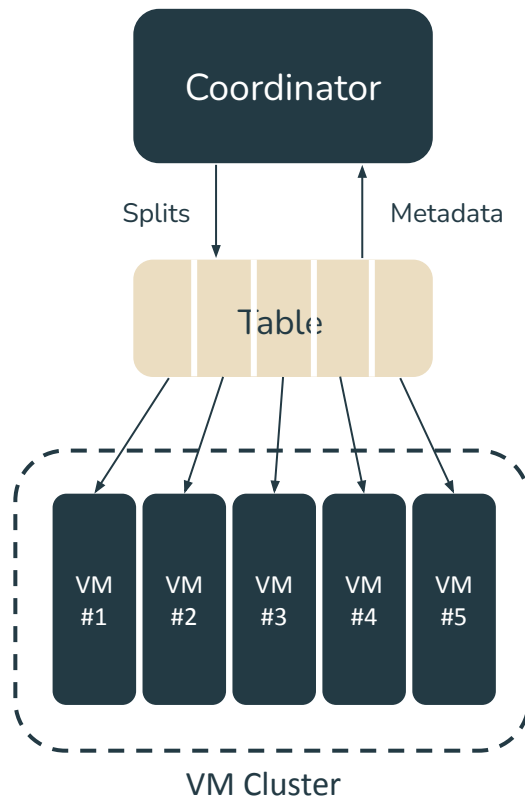 Coordinator
Splits
Metadata
Table
VM
#1
VM
#2
VM
#3
VM
#4
VM
#5
VM Cluster